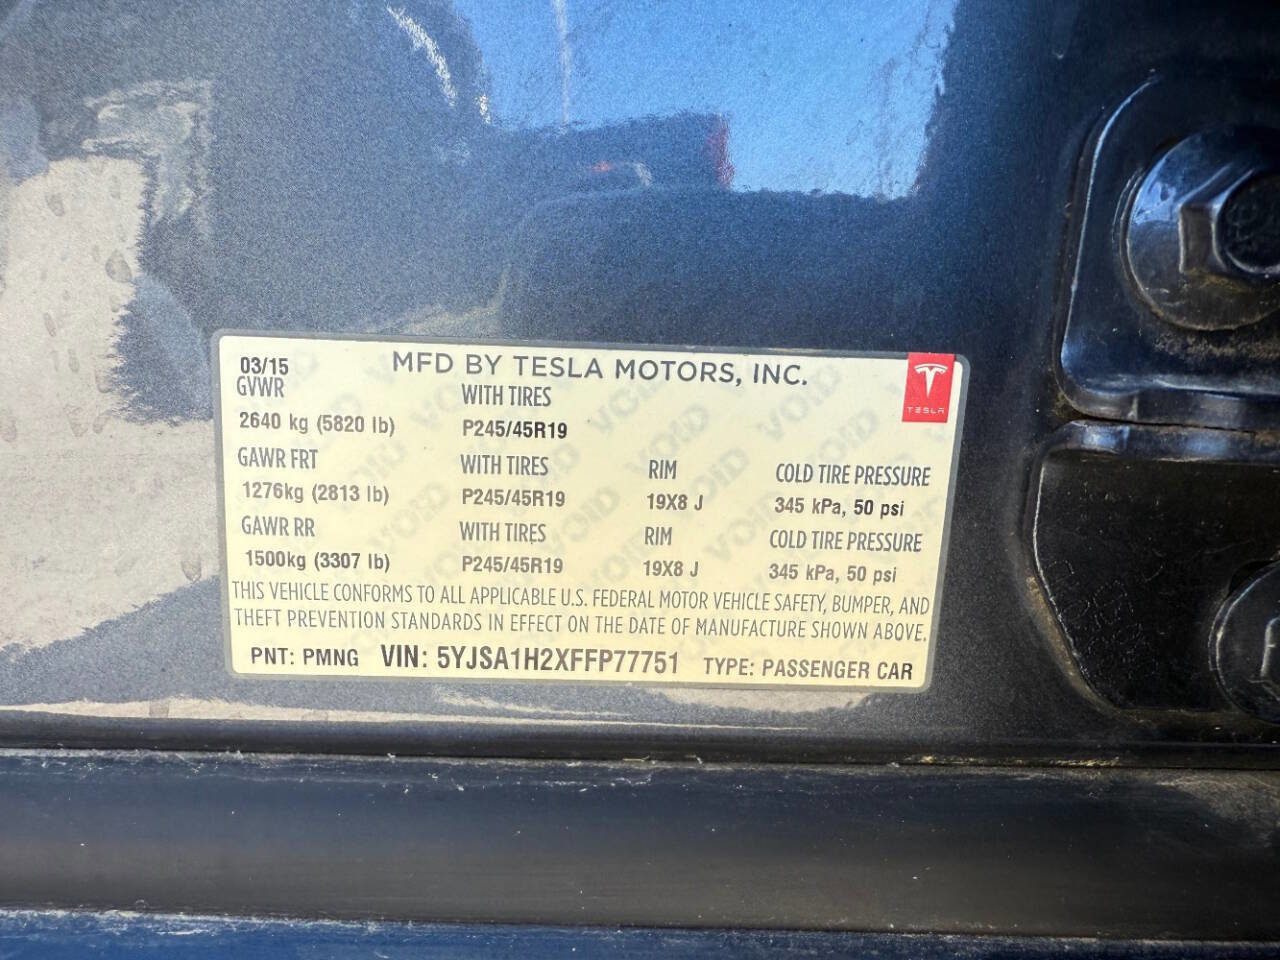 03/15 MFD BY TESLA MOTORS, INC.
TESLA
GVWR WITH TIRES
2640 kg (5820 lb) P245/45R19
GAWR FRT WITH TIRES RIM COLD TIRE PRESSURE
1276kg (2813 lb) P245/45R19 19X8 J 345 kPa, 50 psi
GAWR RR WITH TIRES RIM COLD TIRE PRESSURE
1500kg (3307 lb) P245/45R19 19X8 J 345 kPa, 50 psi
THIS VEHICLE CONFORMS TO ALL APPLICABLE U.S. FEDERAL MOTOR VEHICLE SAFETY, BUMPER, AND
THEFT PREVENTION STANDARDS IN EFFECT ON THE DATE OF MANUFACTURE SHOWN ABOVE.
PNT: PMNG VIN: 5YJSA1H2XFFP77751 TYPE: PASSENGER CAR